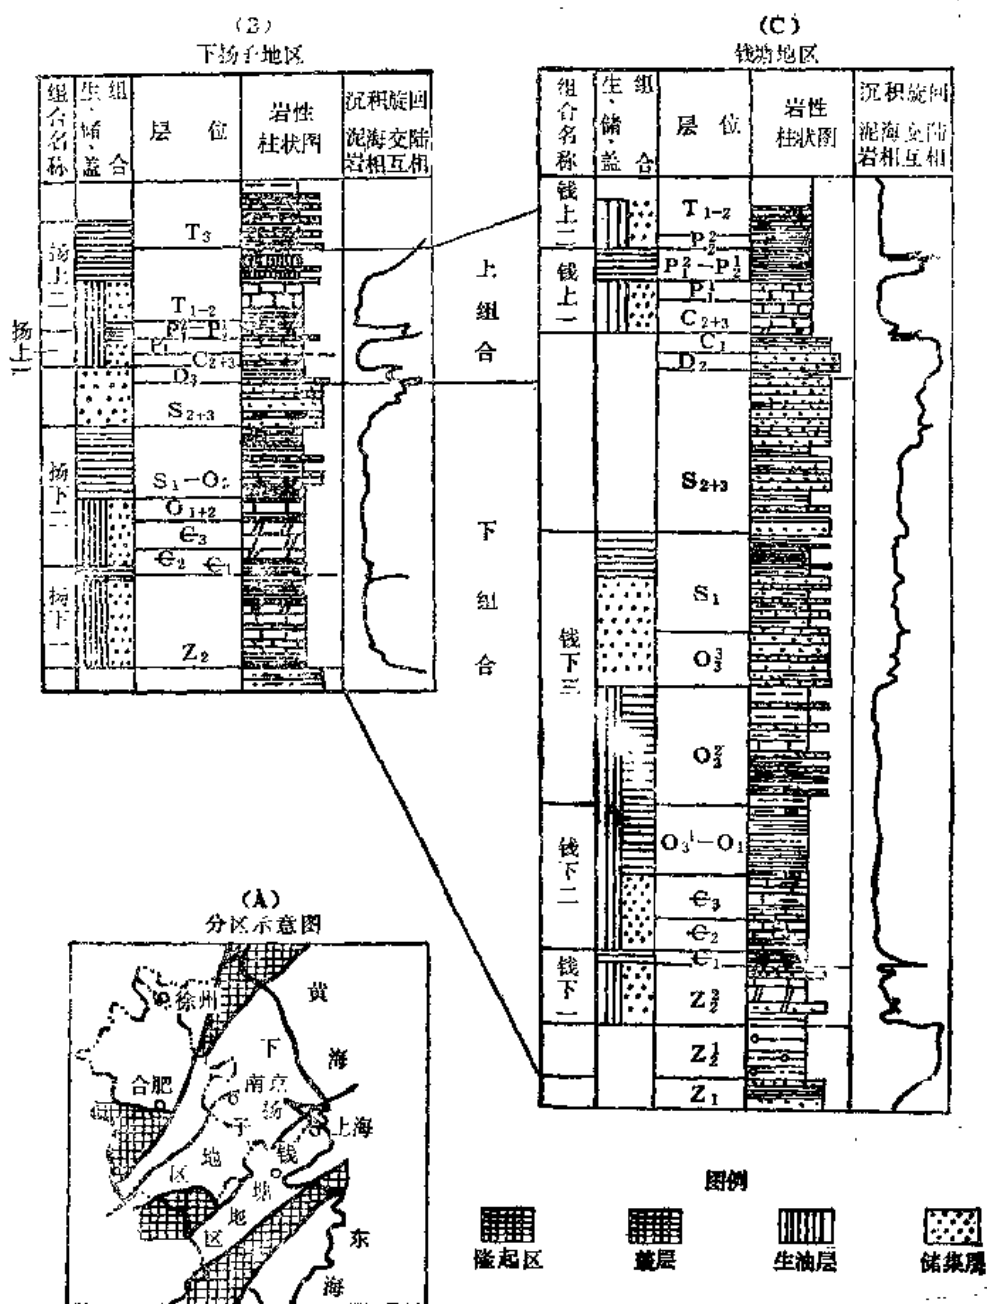 (B)
下扬子地区
组合名称
生、储、盖组合
层 位
岩性
柱状图
沉积旋回
泥海交陆
岩相互相
扬上二
扬上一
扬下二
扬下一
T3
T1-2
C2+3
D3
S2+3
O1+2
Є3
Є2 Є1
Z2
上组合
下组合
(C)
钱塘地区
组合名称
生、储、盖组合
层 位
岩性
柱状图
沉积旋回
泥海交陆
岩相互相
钱上二
钱上一
钱下三
钱下二
钱下一
T1-2
P₂²
P₁²-P₂¹
P₁¹
C2+3
C1
D2
S2+3
S1
O₃³
O₃²
O₃¹-O1
Є3
Є2
Є1
Z₂²
Z₂¹
Z1
(A)
分区示意图
徐州
黄海
合肥
南京
上海
下扬子地区
钱塘地区
东海
图例
隆起区
盖层
生油层
储集层